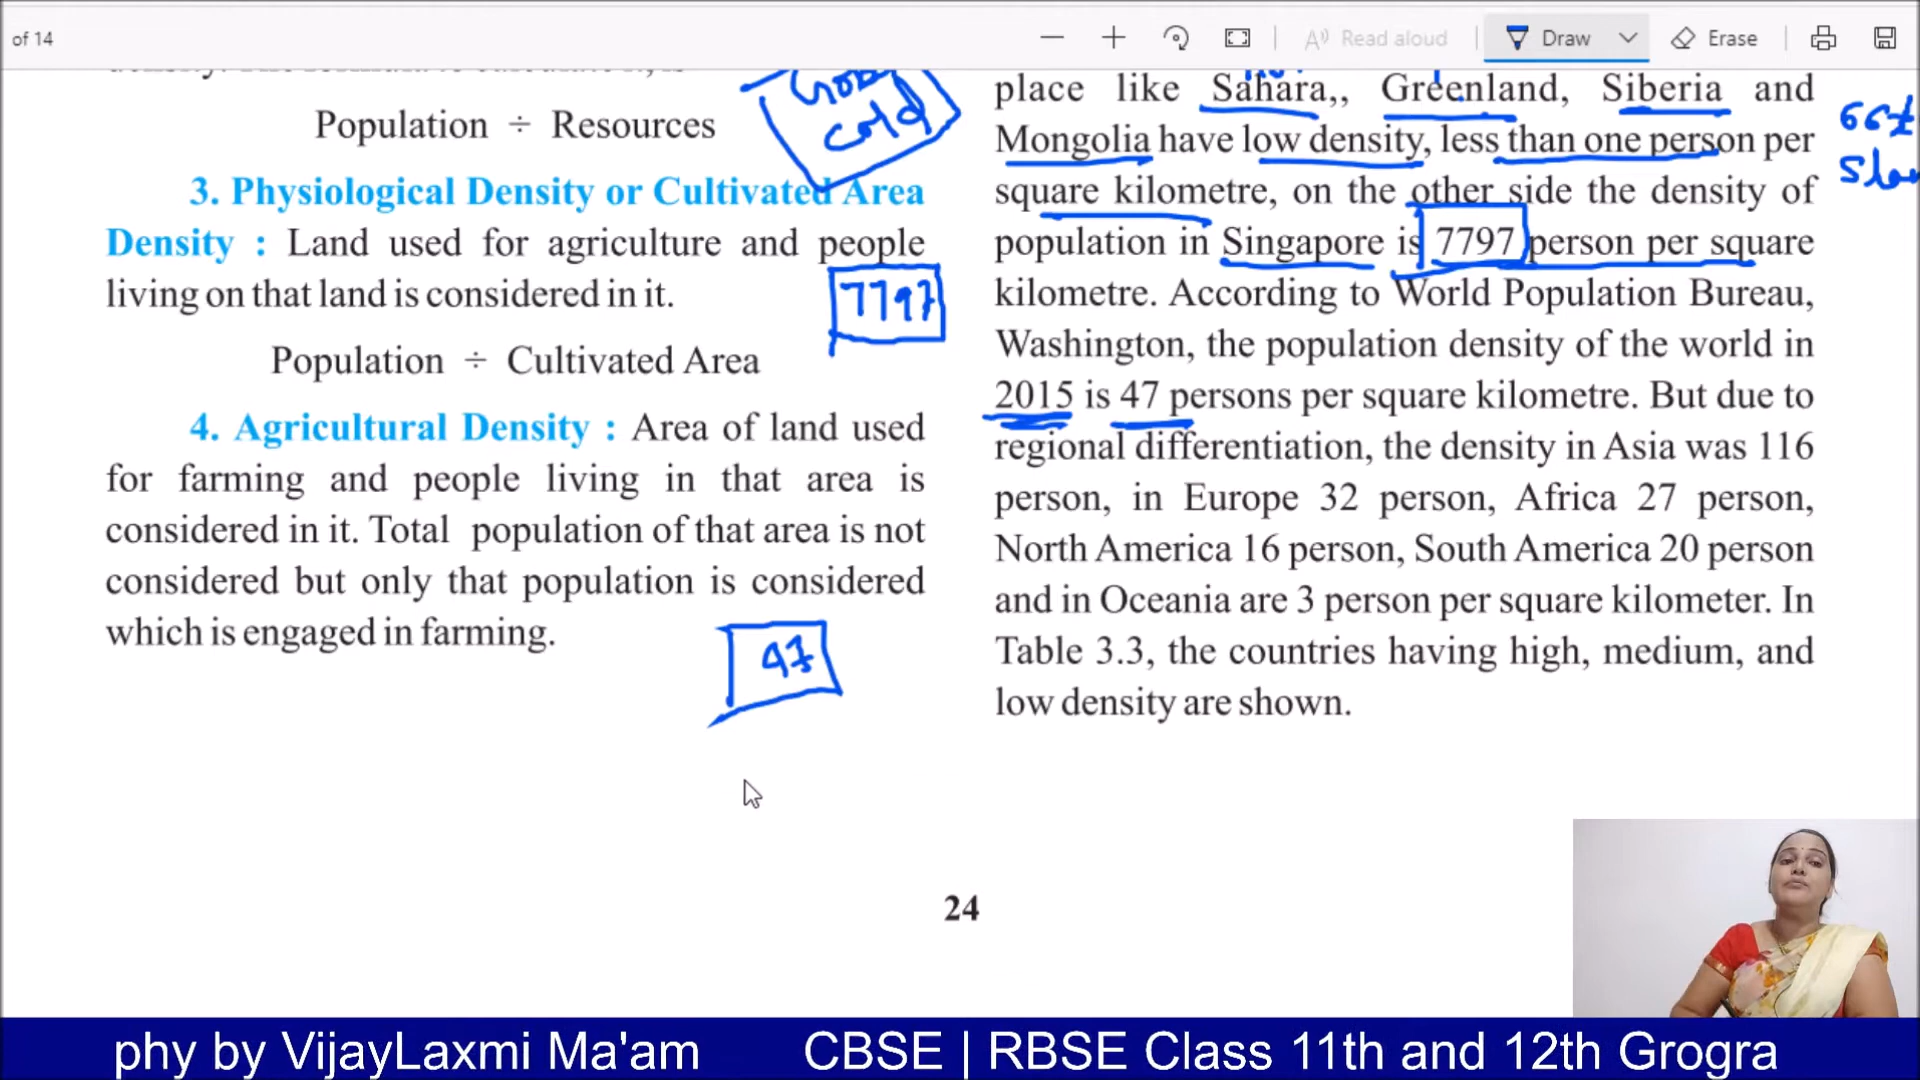 of 14
Read aloud
Draw
Erase
Population ÷ Resources
3. Physiological Density or Cultivated Area
Density : Land used for agriculture and people
living on that land is considered in it.
Population ÷ Cultivated Area
4. Agricultural Density : Area of land used
for farming and people living in that area is
considered in it. Total population of that area is not
considered but only that population is considered
which is engaged in farming.
cold
7797
47
place like Sahara,, Greenland, Siberia and
Mongolia have low density, less than one person per
square kilometre, on the other side the density of
population in Singapore is 7797 person per square
kilometre. According to World Population Bureau,
Washington, the population density of the world in
2015 is 47 persons per square kilometre. But due to
regional differentiation, the density in Asia was 116
person, in Europe 32 person, Africa 27 person,
North America 16 person, South America 20 person
and in Oceania are 3 person per square kilometer. In
Table 3.3, the countries having high, medium, and
low density are shown.
24
phy by VijayLaxmi Ma'am CBSE | RBSE Class 11th and 12th Grogra